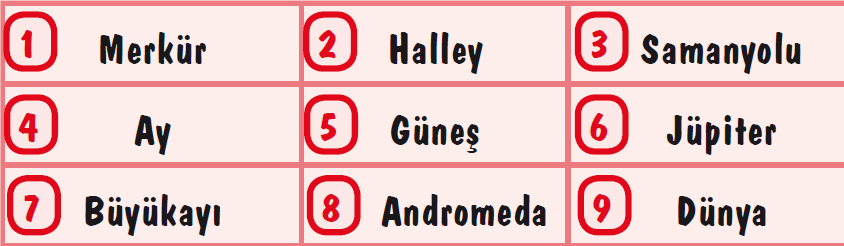 1 Merkür 2 Halley 3 Samanyolu
4 Ay 5 Güneş 6 Jüpiter
7 Büyükayı 8 Andromeda 9 Dünya